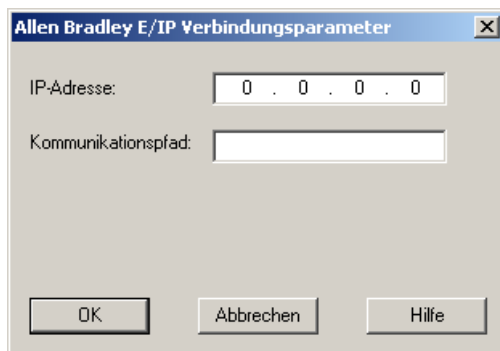 Allen Bradley E/IP Verbindungsparameter
IP-Adresse: 0 . 0 . 0 . 0
Kommunikationspfad:
OK Abbrechen Hilfe